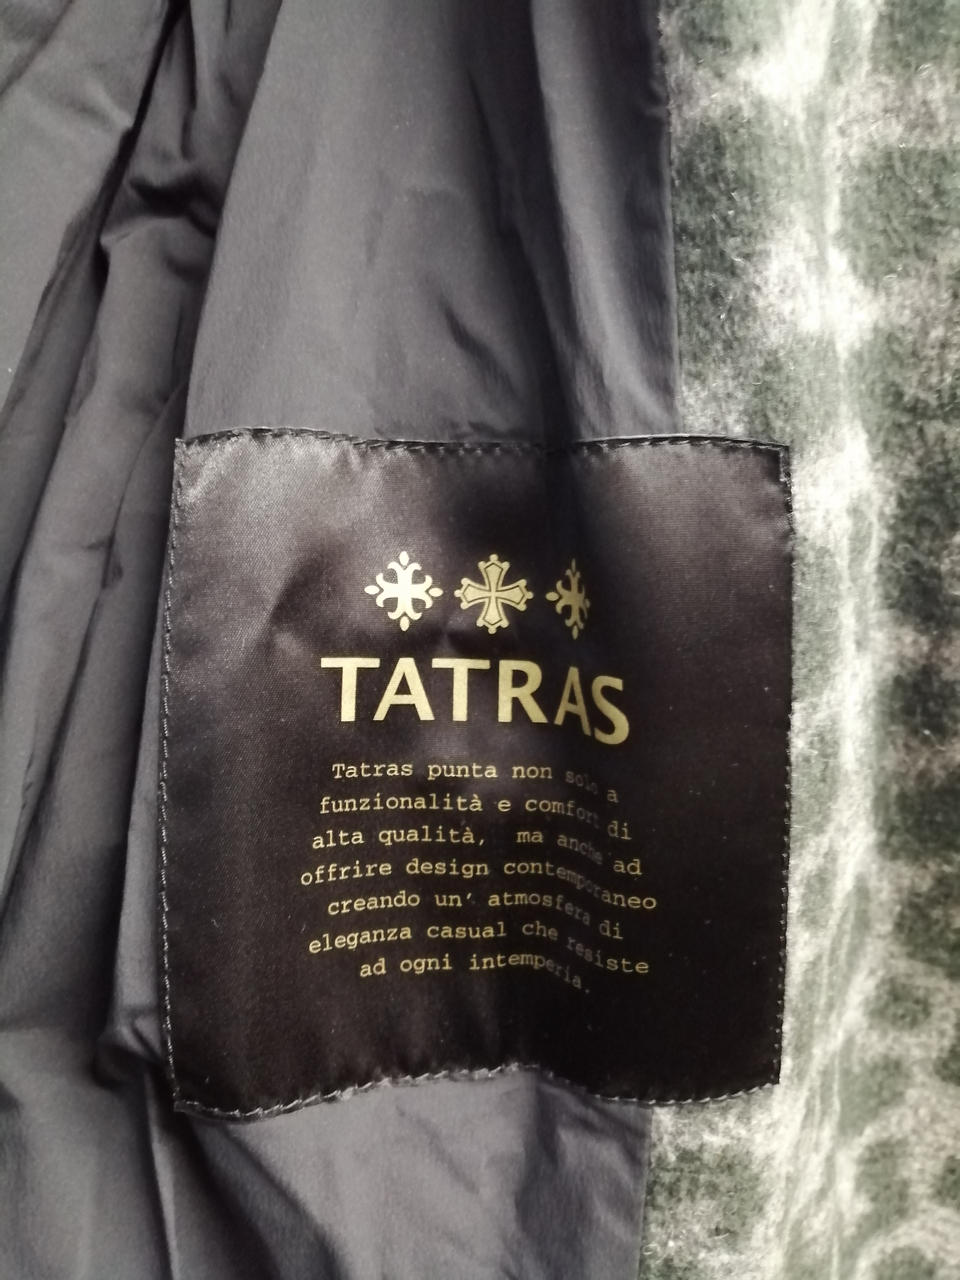 TATRAS
Tatras punta non solo a
funzionalità e comfort di
alta qualità, ma anche ad
offrire design contemporaneo
creando un' atmosfera di
eleganza casual che resiste
ad ogni intemperia.